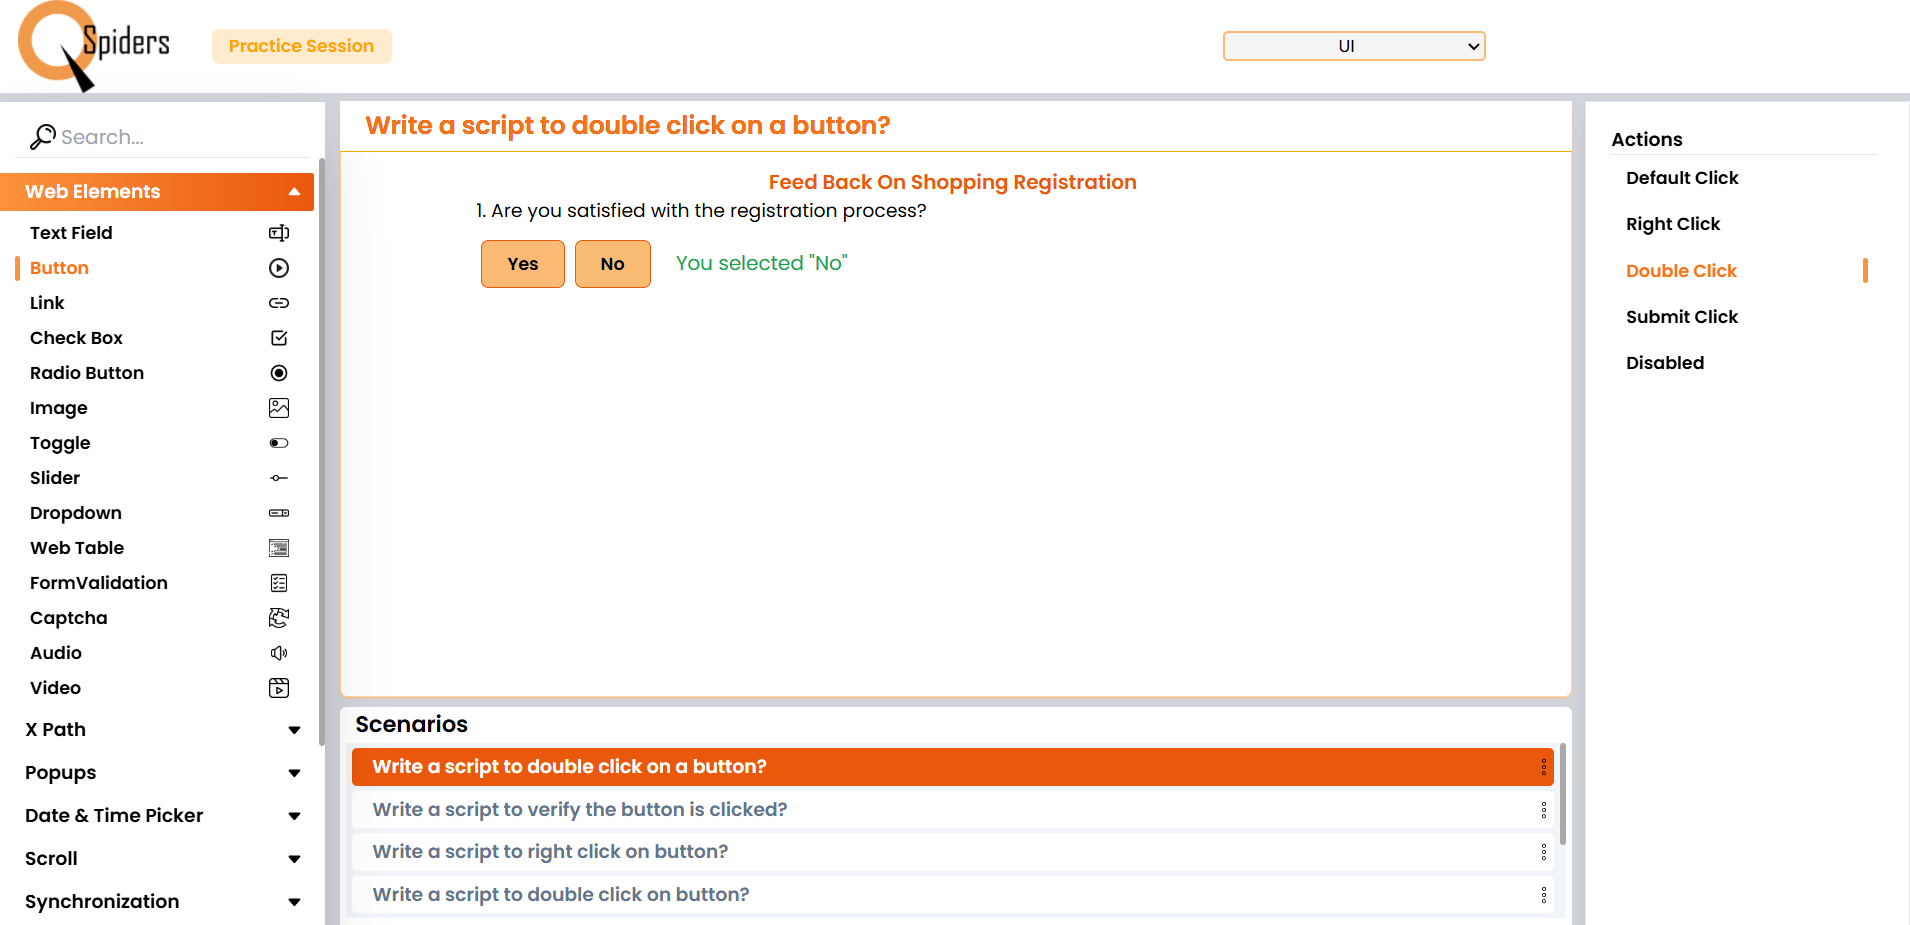 Spiders
Practice Session
UI
Search...
Web Elements
Text Field
Button
Link
Check Box
Radio Button
Image
Toggle
Slider
Dropdown
Web Table
FormValidation
Captcha
Audio
Video
X Path
Popups
Date & Time Picker
Scroll
Synchronization
Write a script to double click on a button?
Feed Back On Shopping Registration
1. Are you satisfied with the registration process?
Yes No You selected "No"
Scenarios
Write a script to double click on a button?
Write a script to verify the button is clicked?
Write a script to right click on button?
Write a script to double click on button?
Actions
Default Click
Right Click
Double Click
Submit Click
Disabled